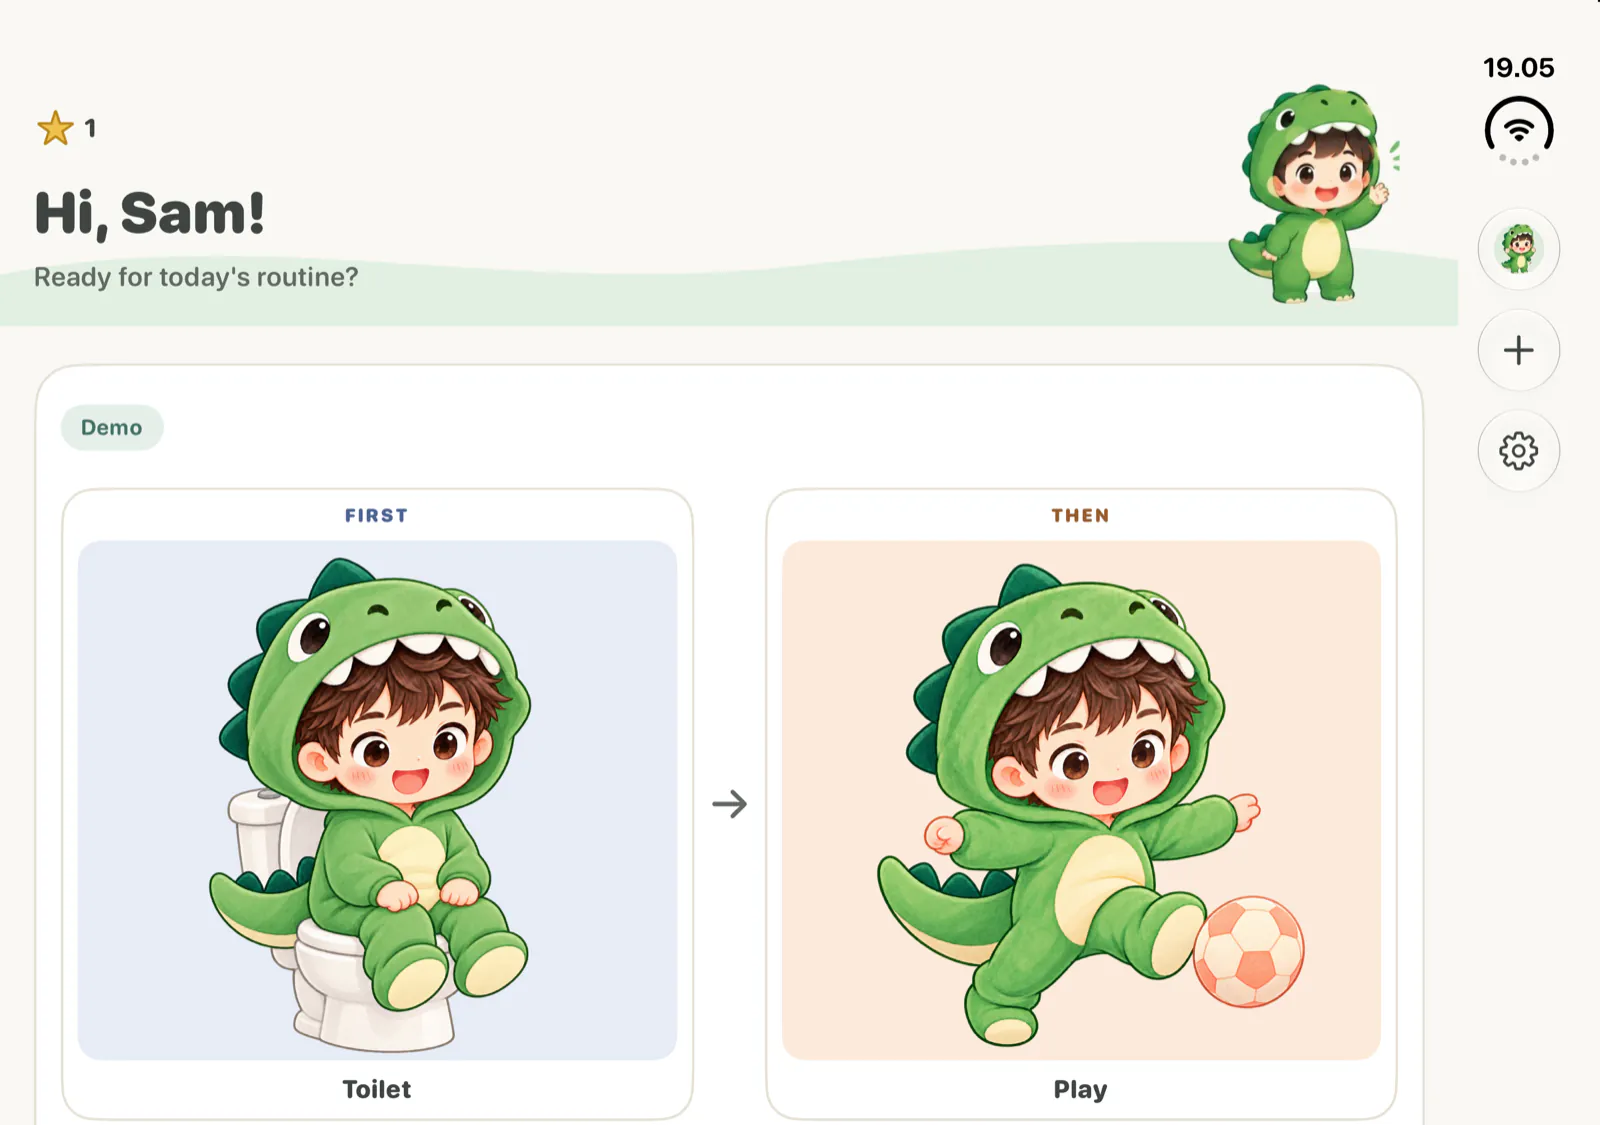 19.05
1
Hi, Sam!
Ready for today's routine?
Demo
FIRST
THEN
Toilet
Play